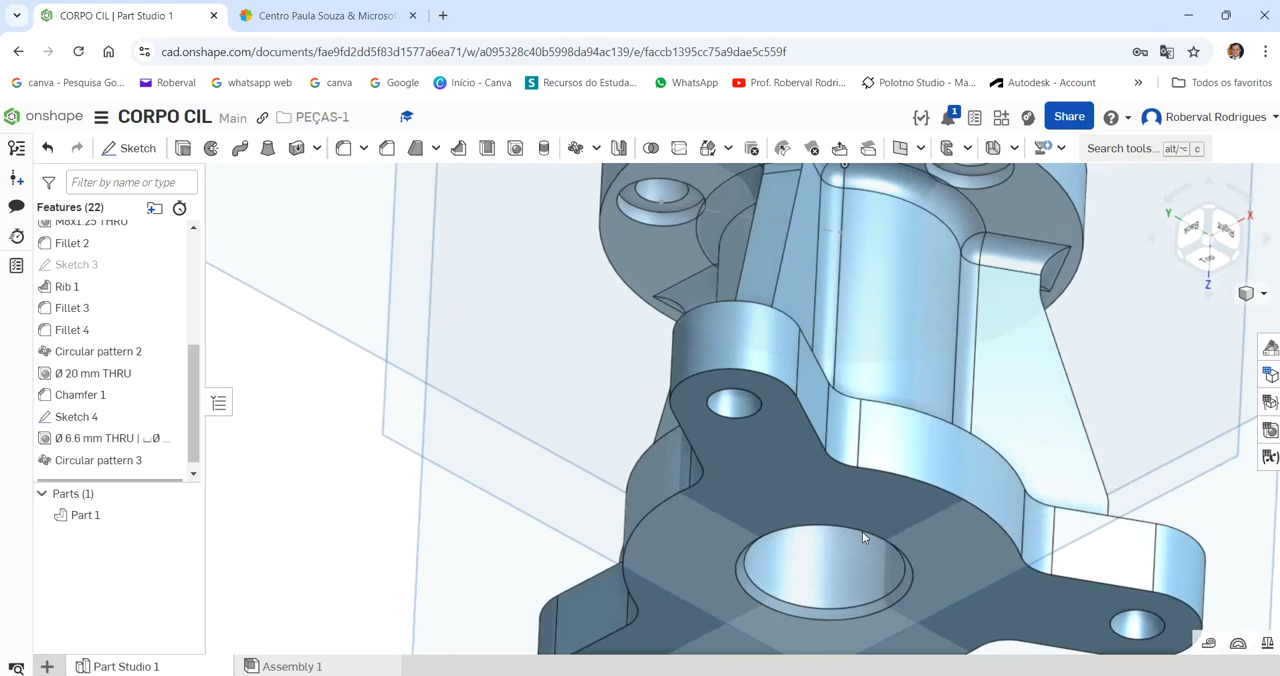 CORPO CIL | Part Studio 1
Centro Paula Souza & Microsof
cad.onshape.com/documents/fae9fd2dd5f83d1577a6ea71/w/a095328c40b5998da94ac139/e/faccb1395cc75a9dae5c559f
canva - Pesquisa Go...
Roberval
whatsapp web
canva
Google
Início - Canva
Recursos do Estuda...
WhatsApp
Prof. Roberval Rodri...
Polotno Studio - Ma...
Autodesk - Account
Todos os favoritos
onshape
CORPO CIL
Main
PEÇAS-1
1
Share
Roberval Rodrigues
Sketch
Search tools...
alt/⌥
c
Filter by name or type
Features (22)
M8x1.25 THRU
Fillet 2
Sketch 3
Rib 1
Fillet 3
Fillet 4
Circular pattern 2
Ø 20 mm THRU
Chamfer 1
Sketch 4
Ø 6.6 mm THRU | ⌴Ø ...
Circular pattern 3
Parts (1)
Part 1
Y
X
Back
Right
Z
Part Studio 1
Assembly 1